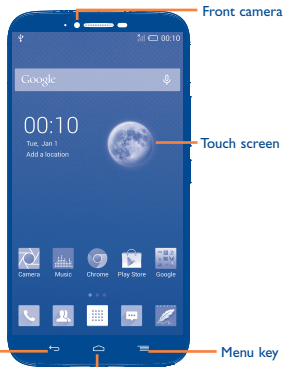 Front camera
00:10
Google
00:10
Tue, Jan 1
Add a location
Touch screen
Camera Music Chrome Play Store Google
Menu key